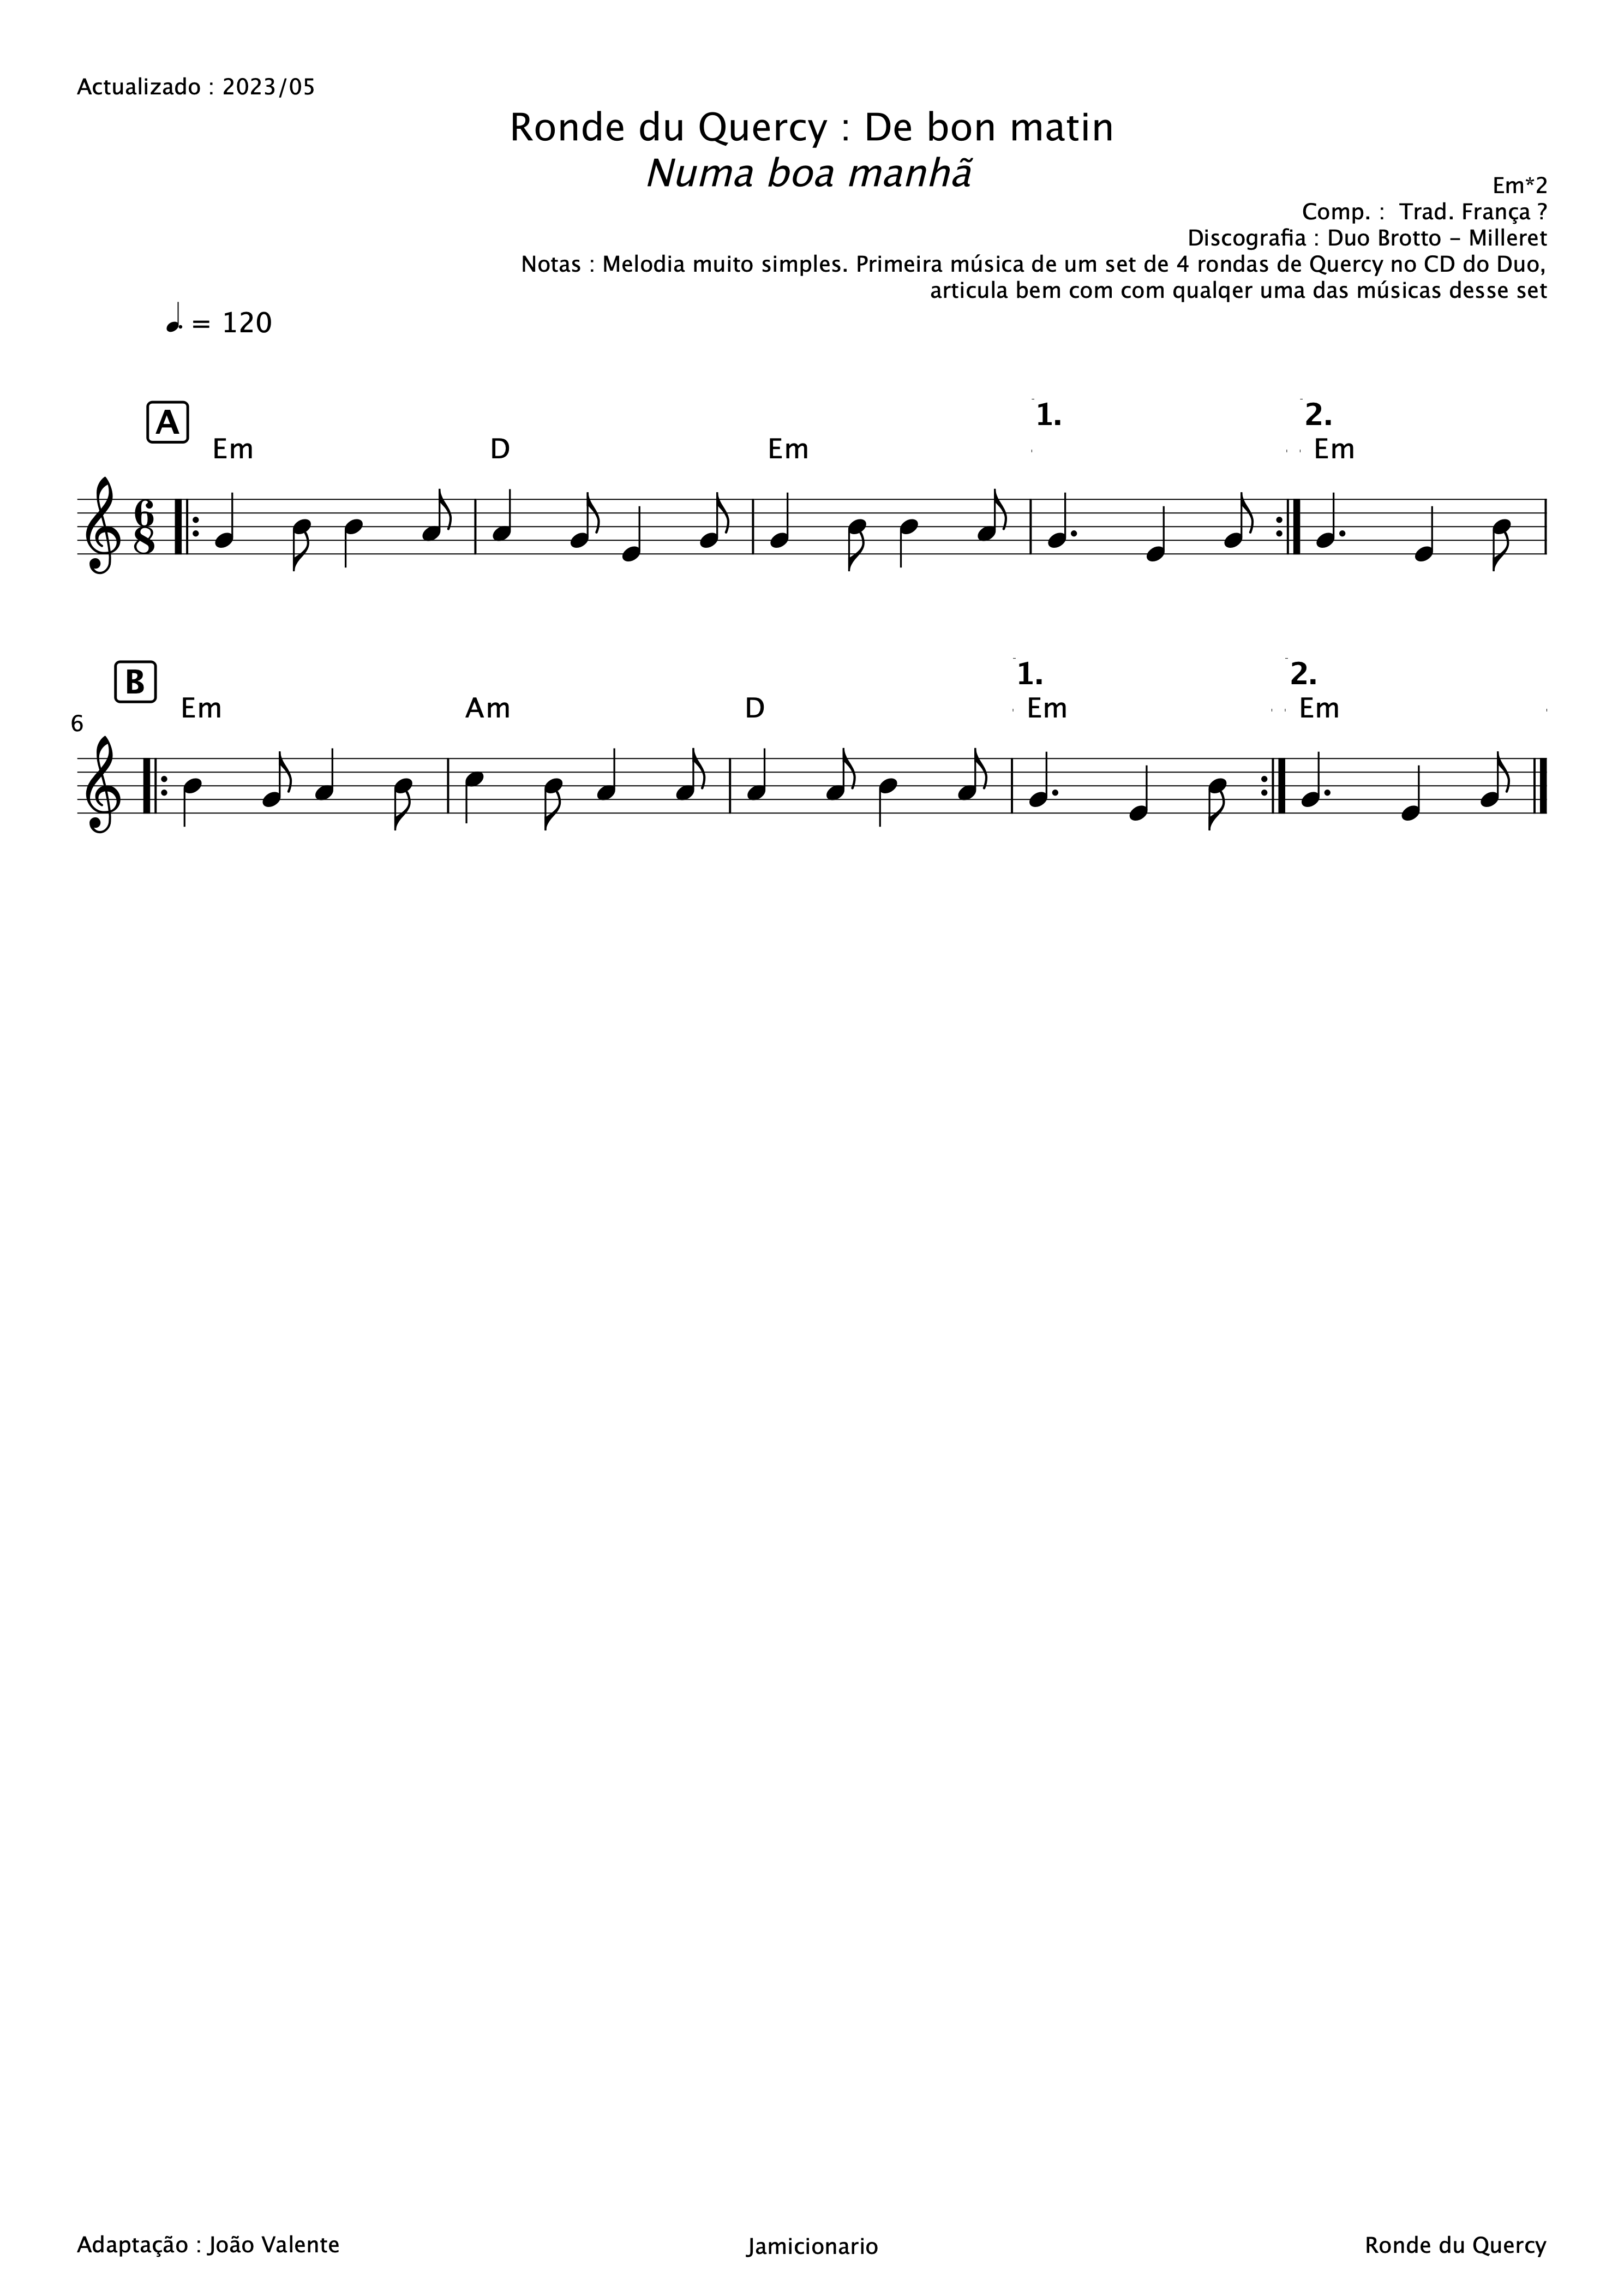 Actualizado : 2023/05
Ronde du Quercy : De bon matin
Numa boa manhã
Em*2
Comp. : Trad. França ?
Discografia : Duo Brotto – Milleret
Notas : Melodia muito simples. Primeira música de um set de 4 rondas de Quercy no CD do Duo,
articula bem com com qualqer uma das músicas desse set
= 120
A 1. 2.
Em D Em Em
6 8
B 1. 2.
Em Am D Em Em
6
Adaptação : João Valente Jamicionario Ronde du Quercy